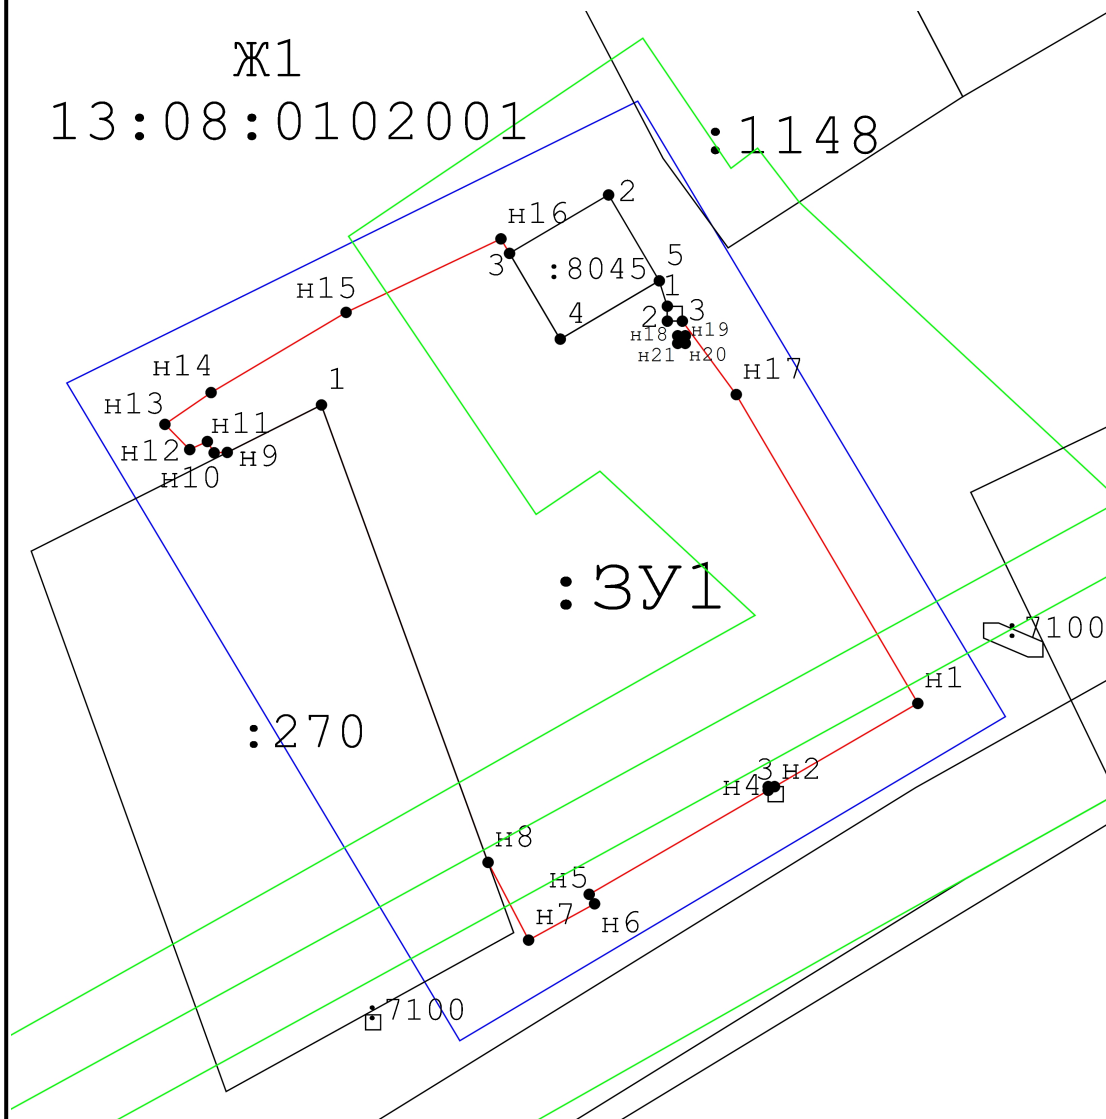 Ж1
13:08:0102001
:1148
2
н16
3
:8045
5
1
н15
4
2
3
н18
н19
н21
н20
н14
н17
1
н13
н11
н12
н9
н10
:ЗУ1
:7100
н1
:270
3
н2
н4
н8
н5
н7
н6
:7100